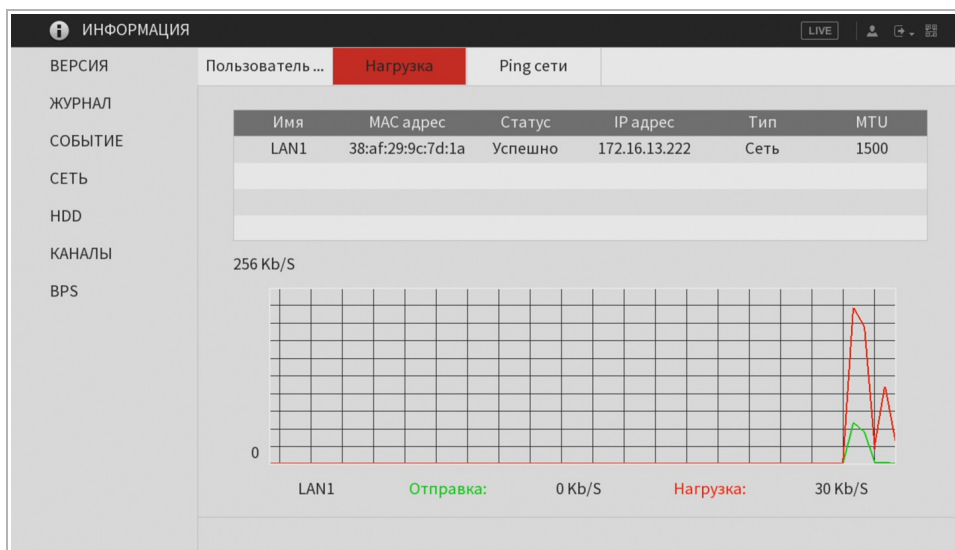 ИНФОРМАЦИЯ
LIVE
ВЕРСИЯ
ЖУРНАЛ
СОБЫТИЕ
СЕТЬ
HDD
КАНАЛЫ
BPS
Пользователь ... Нагрузка Ping сети
Имя MAC адрес Статус IP адрес Тип MTU
LAN1 38:af:29:9c:7d:1a Успешно 172.16.13.222 Сеть 1500
256 Kb/S
0
LAN1 Отправка: 0 Kb/S Нагрузка: 30 Kb/S